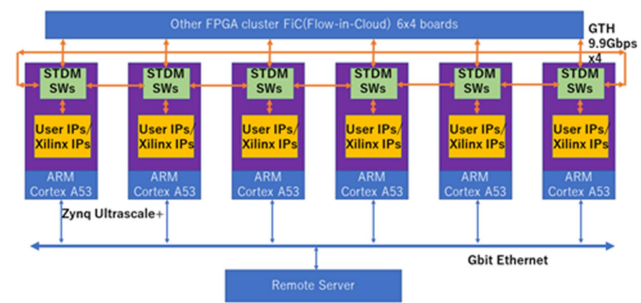 Other FPGA cluster FiC(Flow-in-Cloud) 6x4 boards
GTH
9.9Gbps
x4
STDM
SWs
STDM
SWs
STDM
SWs
STDM
SWs
STDM
SWs
STDM
SWs
User IPs/
Xilinx IPs
User IPs/
Xilinx IPs
User IPs/
Xilinx IPs
User IPs/
Xilinx IPs
User IPs/
Xilinx IPs
User IPs/
Xilinx IPs
ARM
Cortex A53
ARM
Cortex A53
ARM
Cortex A53
ARM
Cortex A53
ARM
Cortex A53
ARM
Cortex A53
Zynq Ultrascale+
Gbit Ethernet
Remote Server